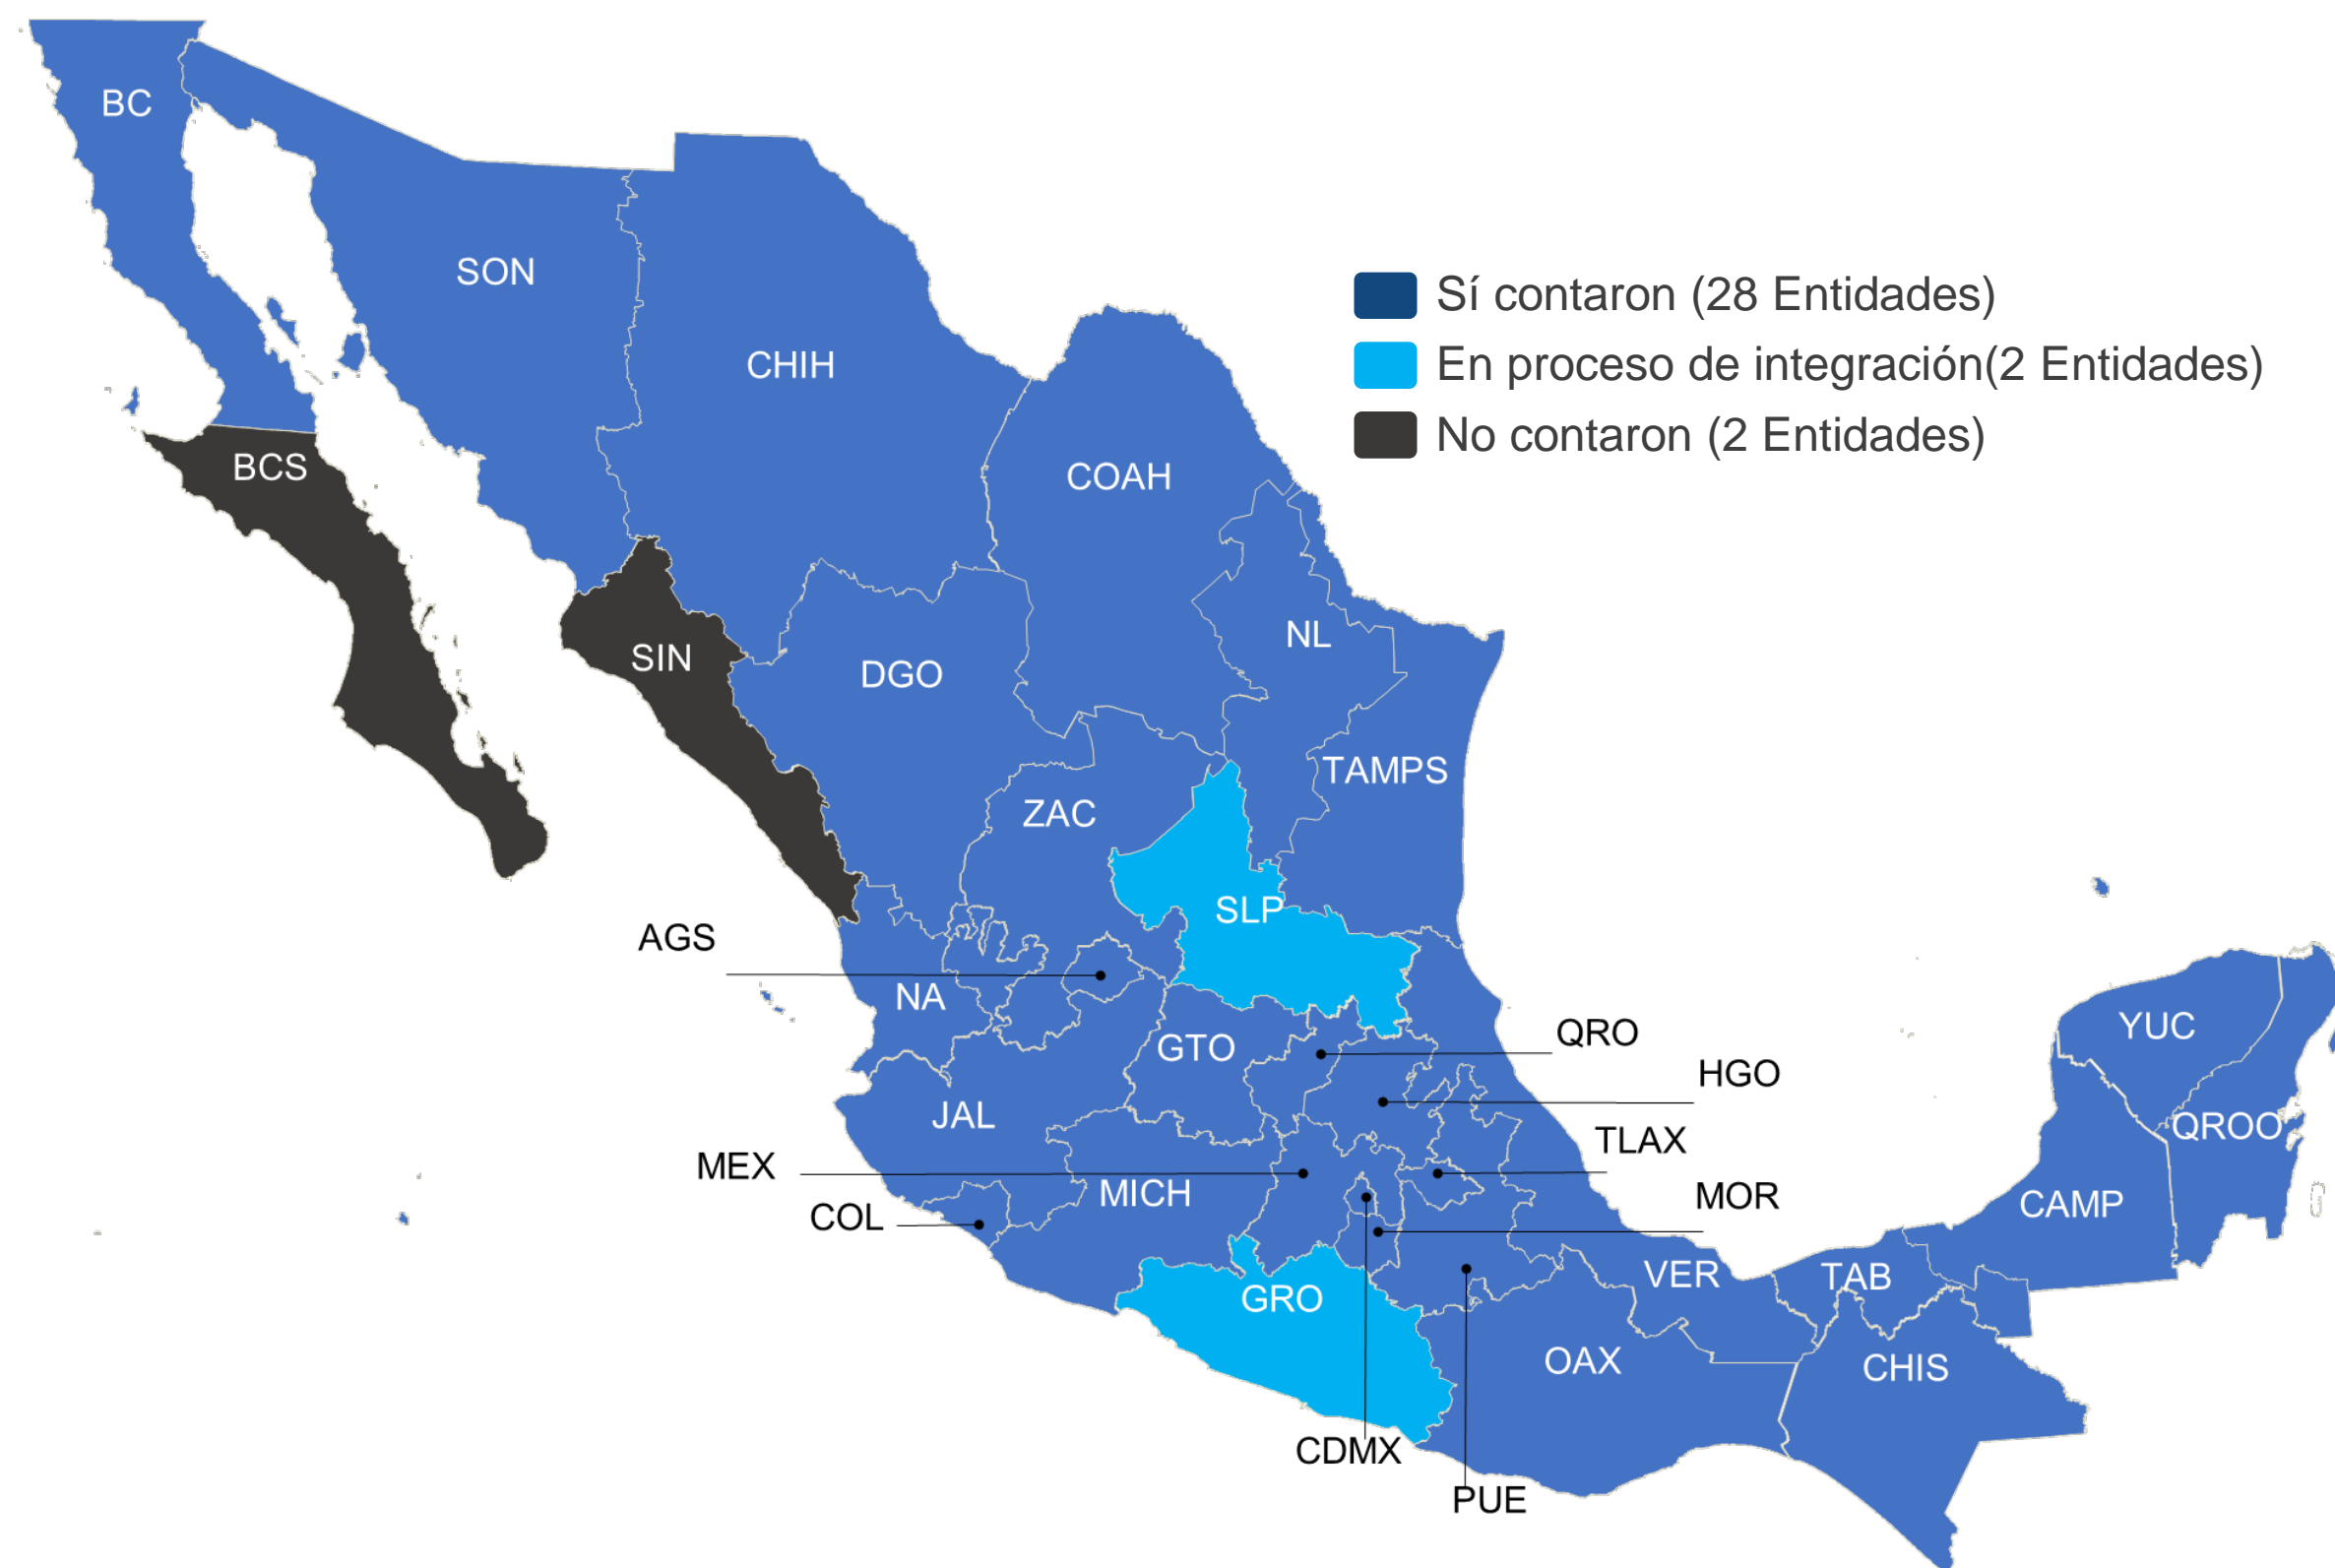 BC
SON
Sí contaron (28 Entidades)
CHIH
En proceso de integración(2 Entidades)
No contaron (2 Entidades)
BCS
COAH
NL
SIN
DGO
TAMPS
ZAC
SLP
AGS
NA
YUC
QRO
GTO
HGO
JAL
QROO
TLAX
MEX
MICH
MOR
CAMP
COL
VER
TAB
GRO
OAX
CHIS
CDMX
PUE